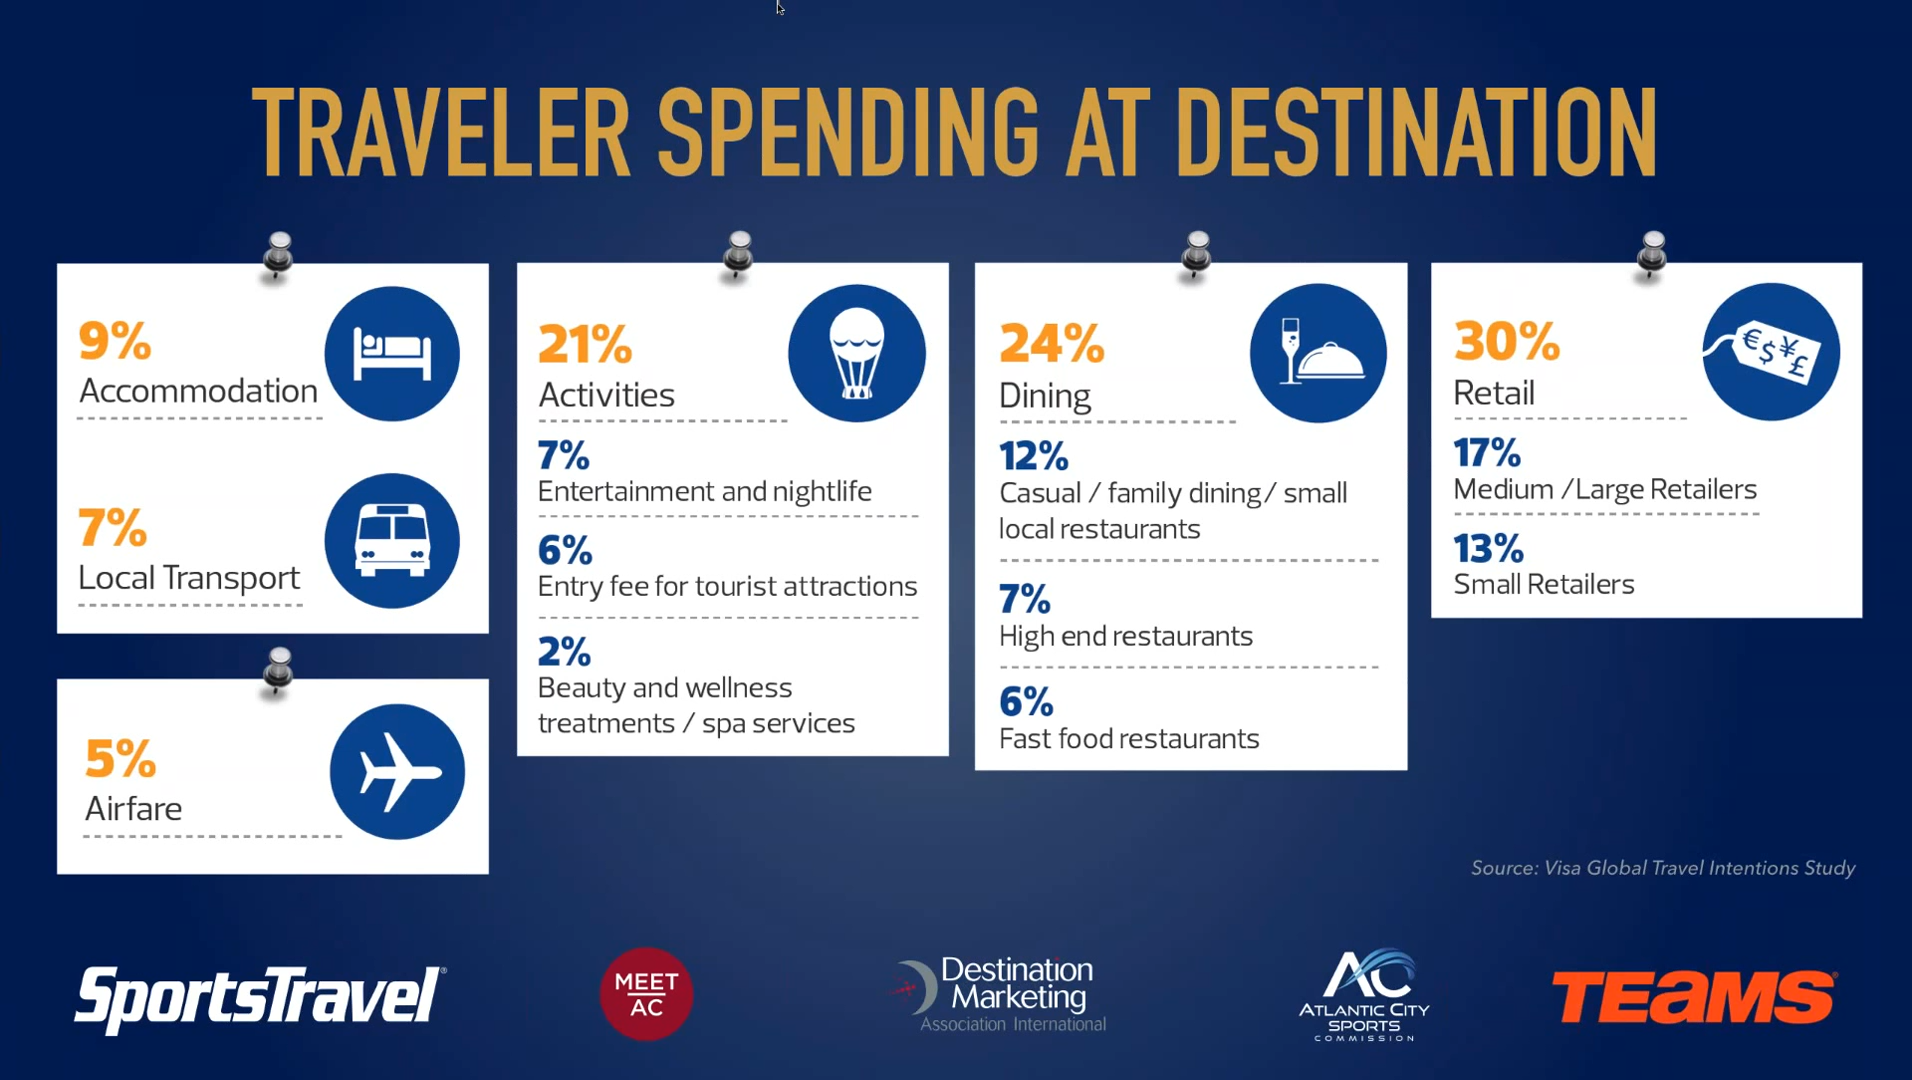 TRAVELER SPENDING AT DESTINATION
9%
Accommodation
7%
Local Transport
5%
Airfare
21%
Activities
7%
Entertainment and nightlife
6%
Entry fee for tourist attractions
2%
Beauty and wellness
treatments / spa services
24%
Dining
12%
Casual / family dining/ small
local restaurants
7%
High end restaurants
6%
Fast food restaurants
30%
Retail
€$¥£
17%
Medium /Large Retailers
13%
Small Retailers
Source: Visa Global Travel Intentions Study
SportsTravel®
MEET
AC
Destination
Marketing
Association International
AC
ATLANTIC CITY
SPORTS
COMMISSION
TEAMS®